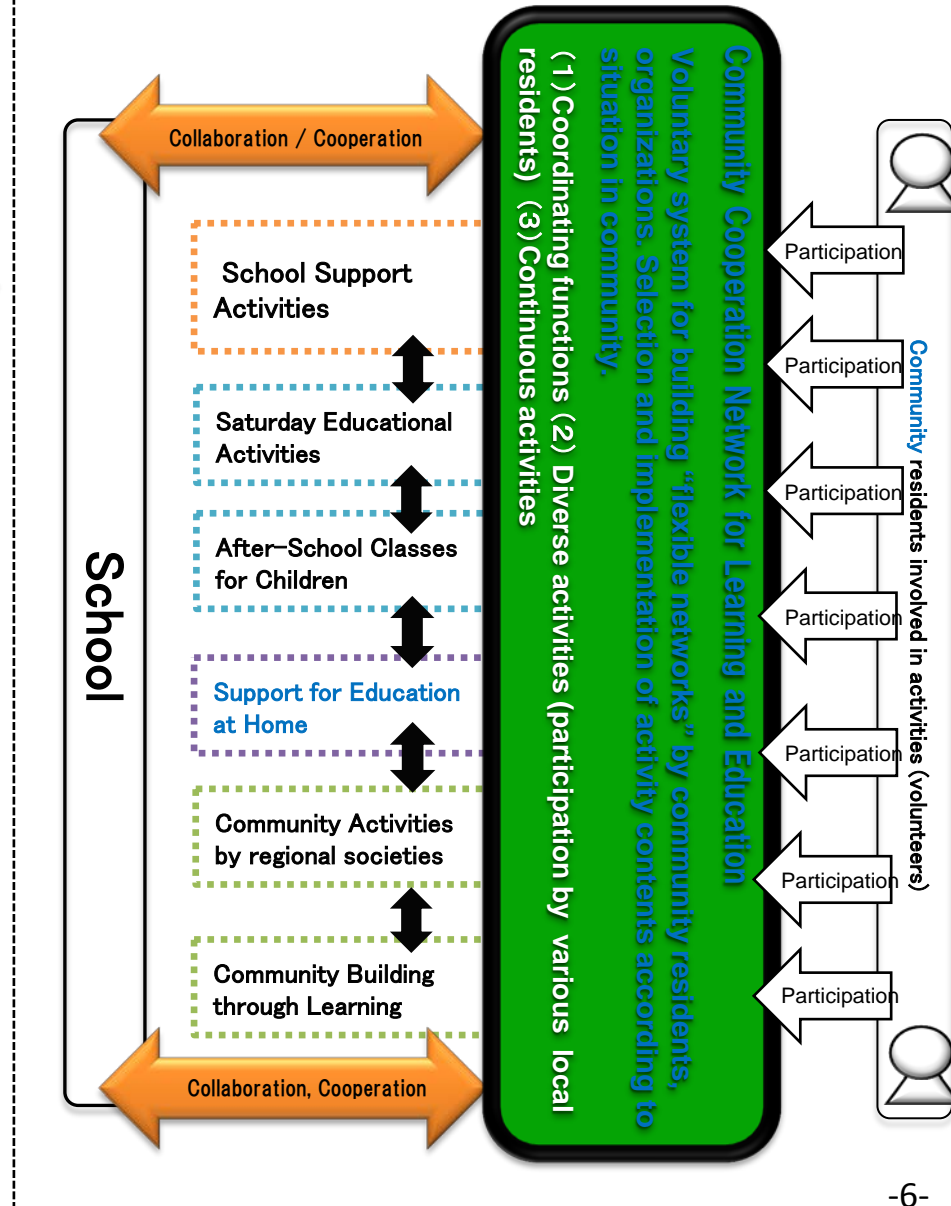 Collaboration / Cooperation
School
School Support
Activities
Saturday Educational
Activities
After-School Classes
for Children
Support for Education
at Home
Community Activities
by regional societies
Community Building
through Learning
Collaboration, Cooperation
Community Cooperation Network for Learning and Education
Voluntary system for building “flexible networks” by community residents,
organizations. Selection and implementation of activity contents according to
situation in community.
(1)Coordinating functions (2) Diverse activities (participation by various local
residents) (3)Continuous activities
Participation
Participation
Participation
Participation
Participation
Participation
Participation
Community residents involved in activities (volunteers)
-6-